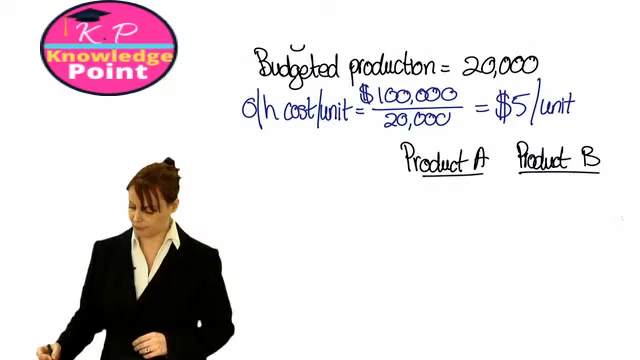 K.P
Knowledge
Point
Budgeted production = 20,000
O/h cost/unit = $100,000 / 20,000 = $5/unit
Product A Product B